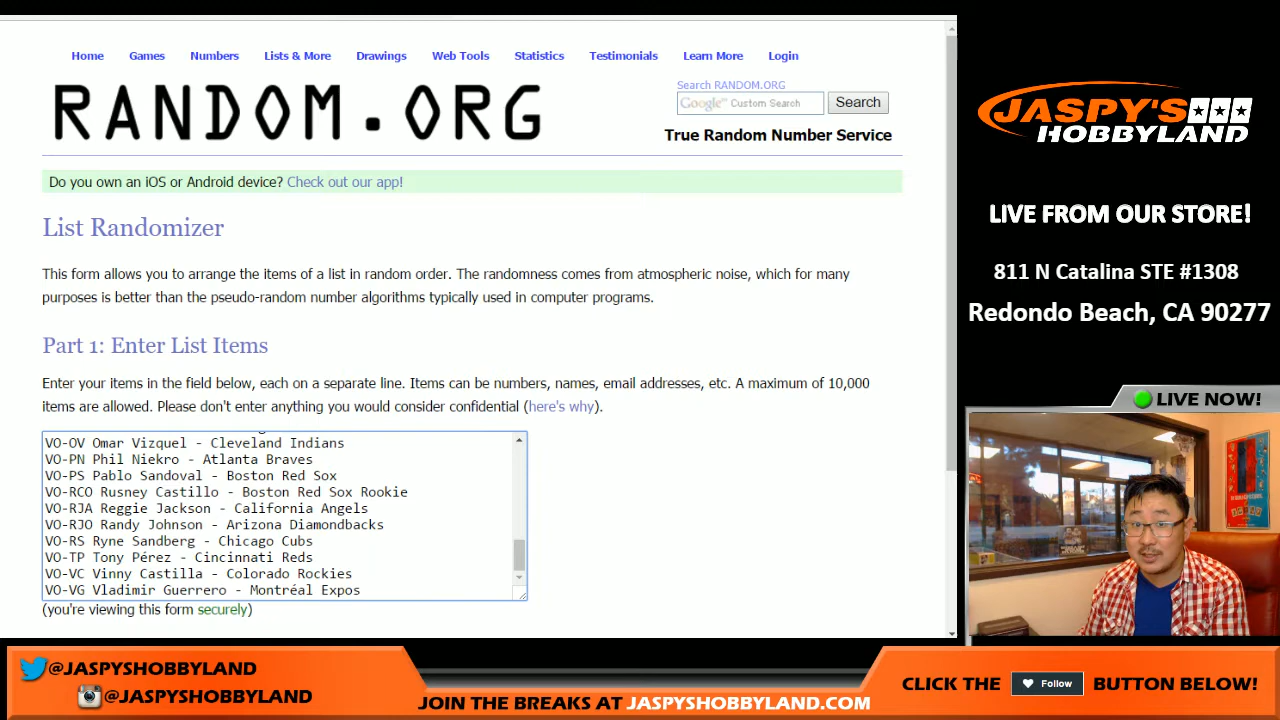 Home Games Numbers Lists & More Drawings Web Tools Statistics Testimonials Learn More Login
RANDOM.ORG
Search RANDOM.ORG
Google™ Custom Search
Search
True Random Number Service
Do you own an iOS or Android device? Check out our app!
List Randomizer
This form allows you to arrange the items of a list in random order. The randomness comes from atmospheric noise, which for many
purposes is better than the pseudo-random number algorithms typically used in computer programs.
Part 1: Enter List Items
Enter your items in the field below, each on a separate line. Items can be numbers, names, email addresses, etc. A maximum of 10,000
items are allowed. Please don't enter anything you would consider confidential (here's why).
VO-OV Omar Vizquel - Cleveland Indians
VO-PN Phil Niekro - Atlanta Braves
VO-PS Pablo Sandoval - Boston Red Sox
VO-RCO Rusney Castillo - Boston Red Sox Rookie
VO-RJA Reggie Jackson - California Angels
VO-RJO Randy Johnson - Arizona Diamondbacks
VO-RS Ryne Sandberg - Chicago Cubs
VO-TP Tony Pérez - Cincinnati Reds
VO-VC Vinny Castilla - Colorado Rockies
VO-VG Vladimir Guerrero - Montréal Expos
(you're viewing this form securely)
JASPY'S
HOBBYLAND
LIVE FROM OUR STORE!
811 N Catalina STE #1308
Redondo Beach, CA 90277
LIVE NOW!
@JASPYSHOBBYLAND
@JASPYSHOBBYLAND
JOIN THE BREAKS AT JASPYSHOBBYLAND.COM
CLICK THE Follow BUTTON BELOW!